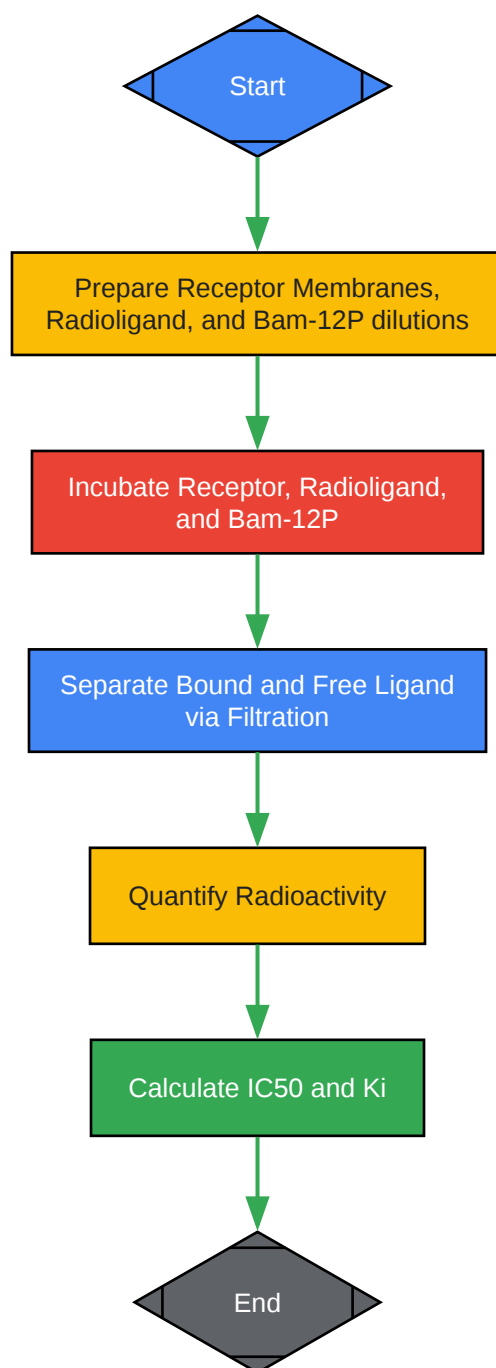 Start
Prepare Receptor Membranes,
Radioligand, and Bam-12P dilutions
Incubate Receptor, Radioligand,
and Bam-12P
Separate Bound and Free Ligand
via Filtration
Quantify Radioactivity
Calculate IC50 and Ki
End